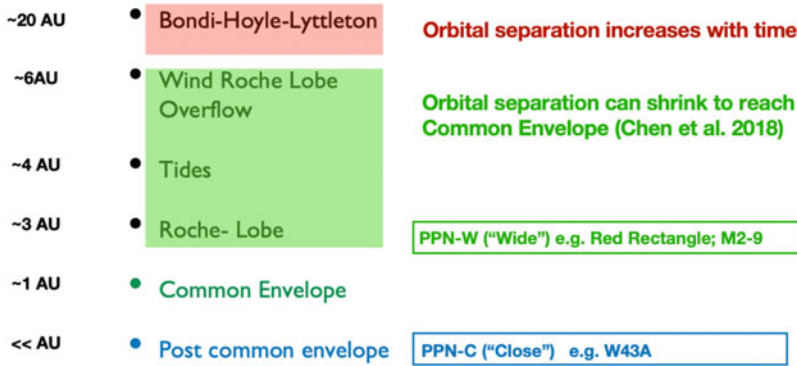 ~20 AU
Bondi-Hoyle-Lyttleton
Orbital separation increases with time
~6AU
Wind Roche Lobe
Overflow
Orbital separation can shrink to reach
Common Envelope (Chen et al. 2018)
~4 AU
Tides
~3 AU
Roche- Lobe
PPN-W (“Wide”) e.g. Red Rectangle; M2-9
~1 AU
Common Envelope
<< AU
Post common envelope
PPN-C (“Close”) e.g. W43A